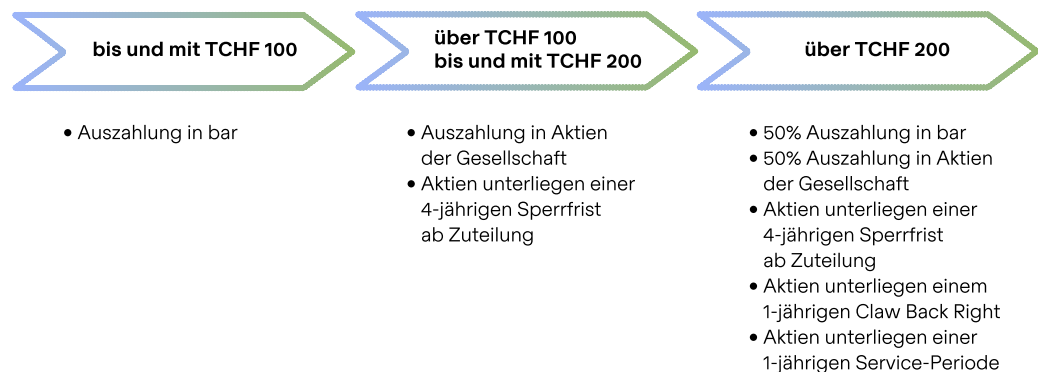 bis und mit TCHF 100
über TCHF 100
bis und mit TCHF 200
über TCHF 200
• Auszahlung in bar
• Auszahlung in Aktien
der Gesellschaft
• Aktien unterliegen einer
4-jährigen Sperrfrist
ab Zuteilung
• 50% Auszahlung in bar
• 50% Auszahlung in Aktien
der Gesellschaft
• Aktien unterliegen einer
4-jährigen Sperrfrist
ab Zuteilung
• Aktien unterliegen einem
1-jährigen Claw Back Right
• Aktien unterliegen einer
1-jährigen Service-Periode